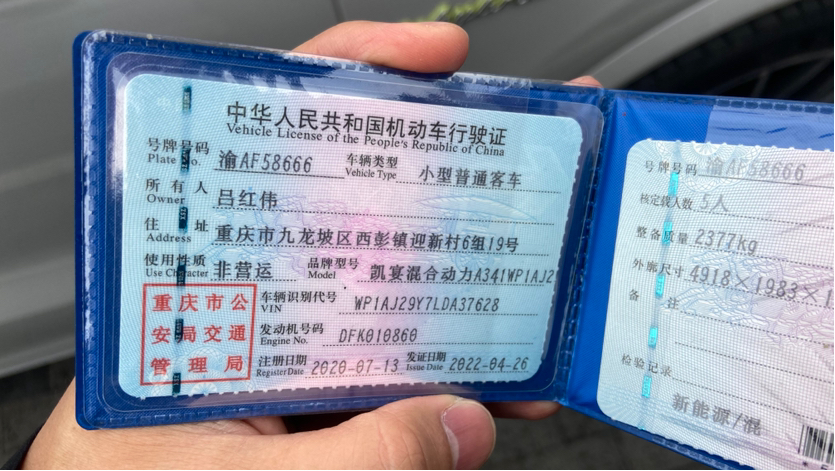 中华人民共和国机动车行驶证
Vehicle License of the People's Republic of China
号牌号码 渝AF58666 车辆类型 小型普通客车
Plate No. Vehicle Type
所有人 吕红伟
Owner
住址 重庆市九龙坡区西彭镇迎新村6组19号
Address
使用性质 非营运 品牌型号 凯宴混合动力A341WP1AJ2
Use Character Model
重庆市公
安局交通
管理局
车辆识别代号 WP1AJ29Y7LDA37628
VIN
发动机号码 DFK010860
Engine No.
注册日期 2020-07-13 发证日期 2022-04-26
Register Date Issue Date
号牌号码 渝AF58666
核定载人数 5人
整备质量 2377kg
外廓尺寸 4918×1983×1
备注
检验记录
新能源/混